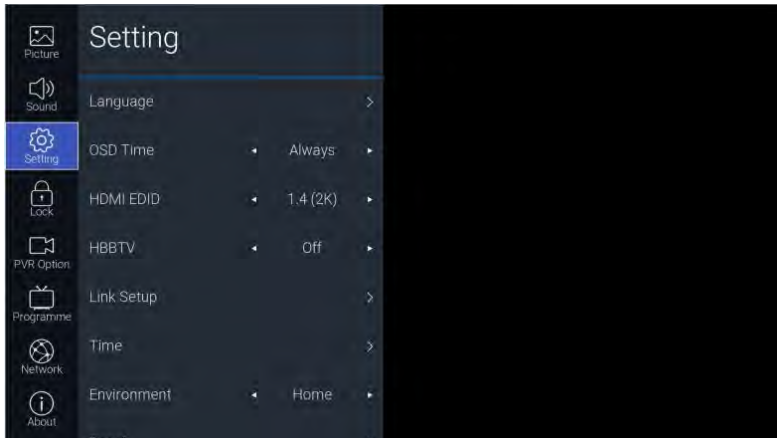 Picture
Sound
Setting
Lock
PVR Option
Programme
Network
About
Setting
Language
OSD Time Always
HDMI EDID 1.4 (2K)
HBBTV Off
Link Setup
Time
Environment Home